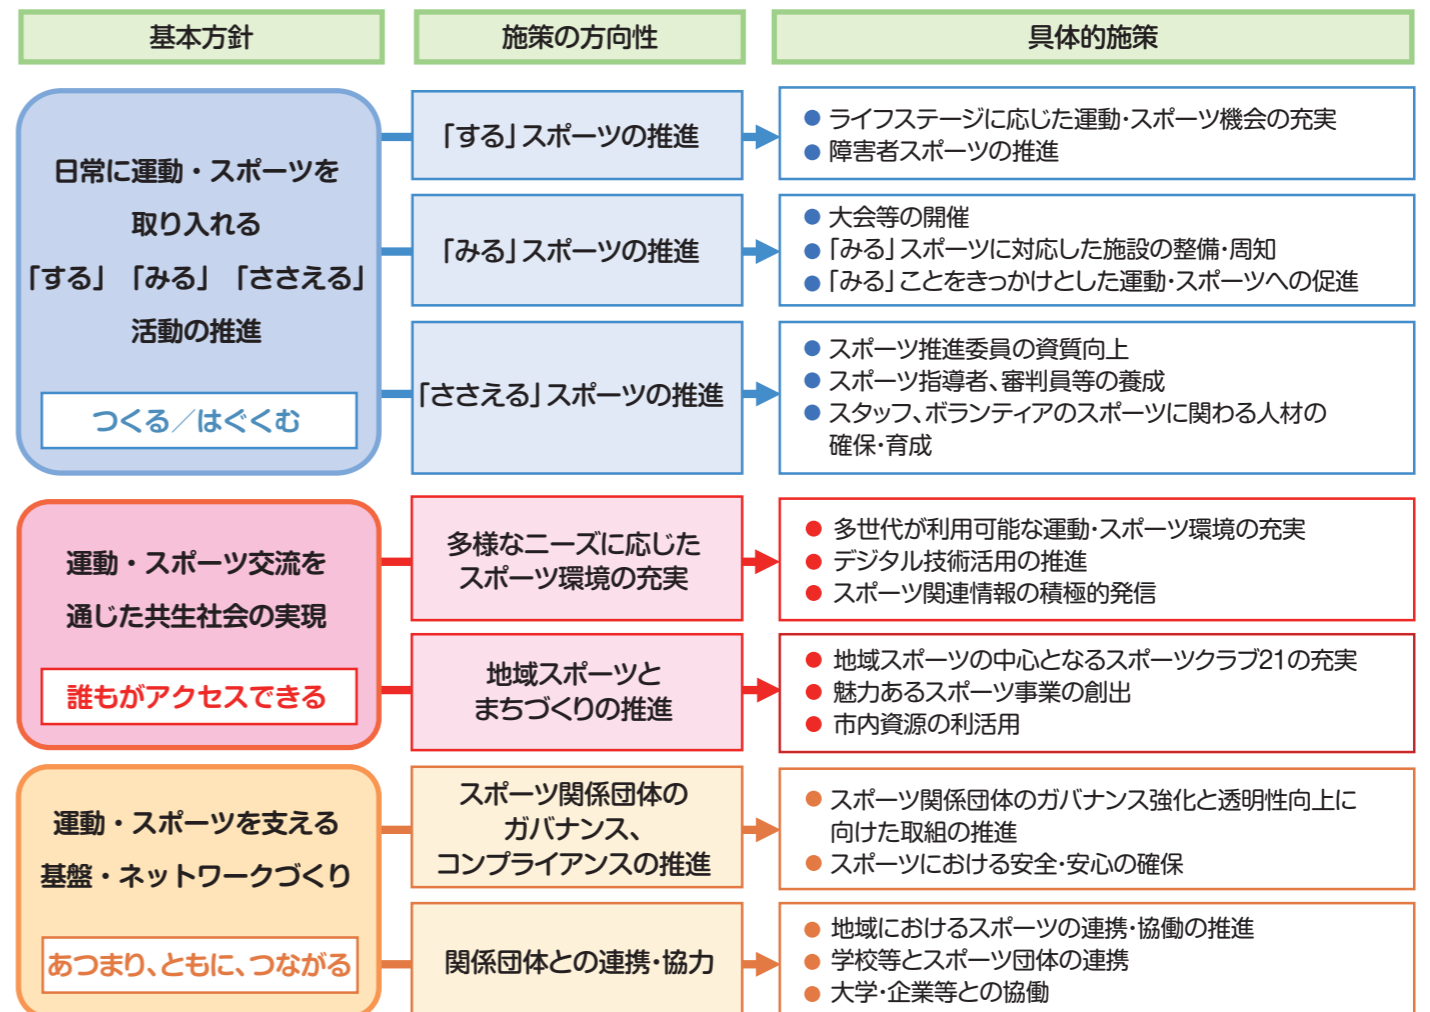 基本方針
施策の方向性
具体的施策
日常に運動・スポーツを
取り入れる
「する」「みる」「ささえる」
活動の推進
つくる／はぐくむ
「する」スポーツの推進
●ライフステージに応じた運動・スポーツ機会の充実
●障害者スポーツの推進
「みる」スポーツの推進
●大会等の開催
●「みる」スポーツに対応した施設の整備・周知
●「みる」ことをきっかけとした運動・スポーツへの促進
「ささえる」スポーツの推進
●スポーツ推進委員の資質向上
●スポーツ指導者、審判員等の養成
●スタッフ、ボランティアのスポーツに関わる人材の
確保・育成
運動・スポーツ交流を
通じた共生社会の実現
誰もがアクセスできる
多様なニーズに応じた
スポーツ環境の充実
●多世代が利用可能な運動・スポーツ環境の充実
●デジタル技術活用の推進
●スポーツ関連情報の積極的発信
地域スポーツと
まちづくりの推進
●地域スポーツの中心となるスポーツクラブ21の充実
●魅力あるスポーツ事業の創出
●市内資源の利活用
運動・スポーツを支える
基盤・ネットワークづくり
あつまり、ともに、つながる
スポーツ関係団体の
ガバナンス、
コンプライアンスの推進
●スポーツ関係団体のガバナンス強化と透明性向上に
向けた取組の推進
●スポーツにおける安全・安心の確保
関係団体との連携・協力
●地域におけるスポーツの連携・協働の推進
●学校等とスポーツ団体の連携
●大学・企業等との協働